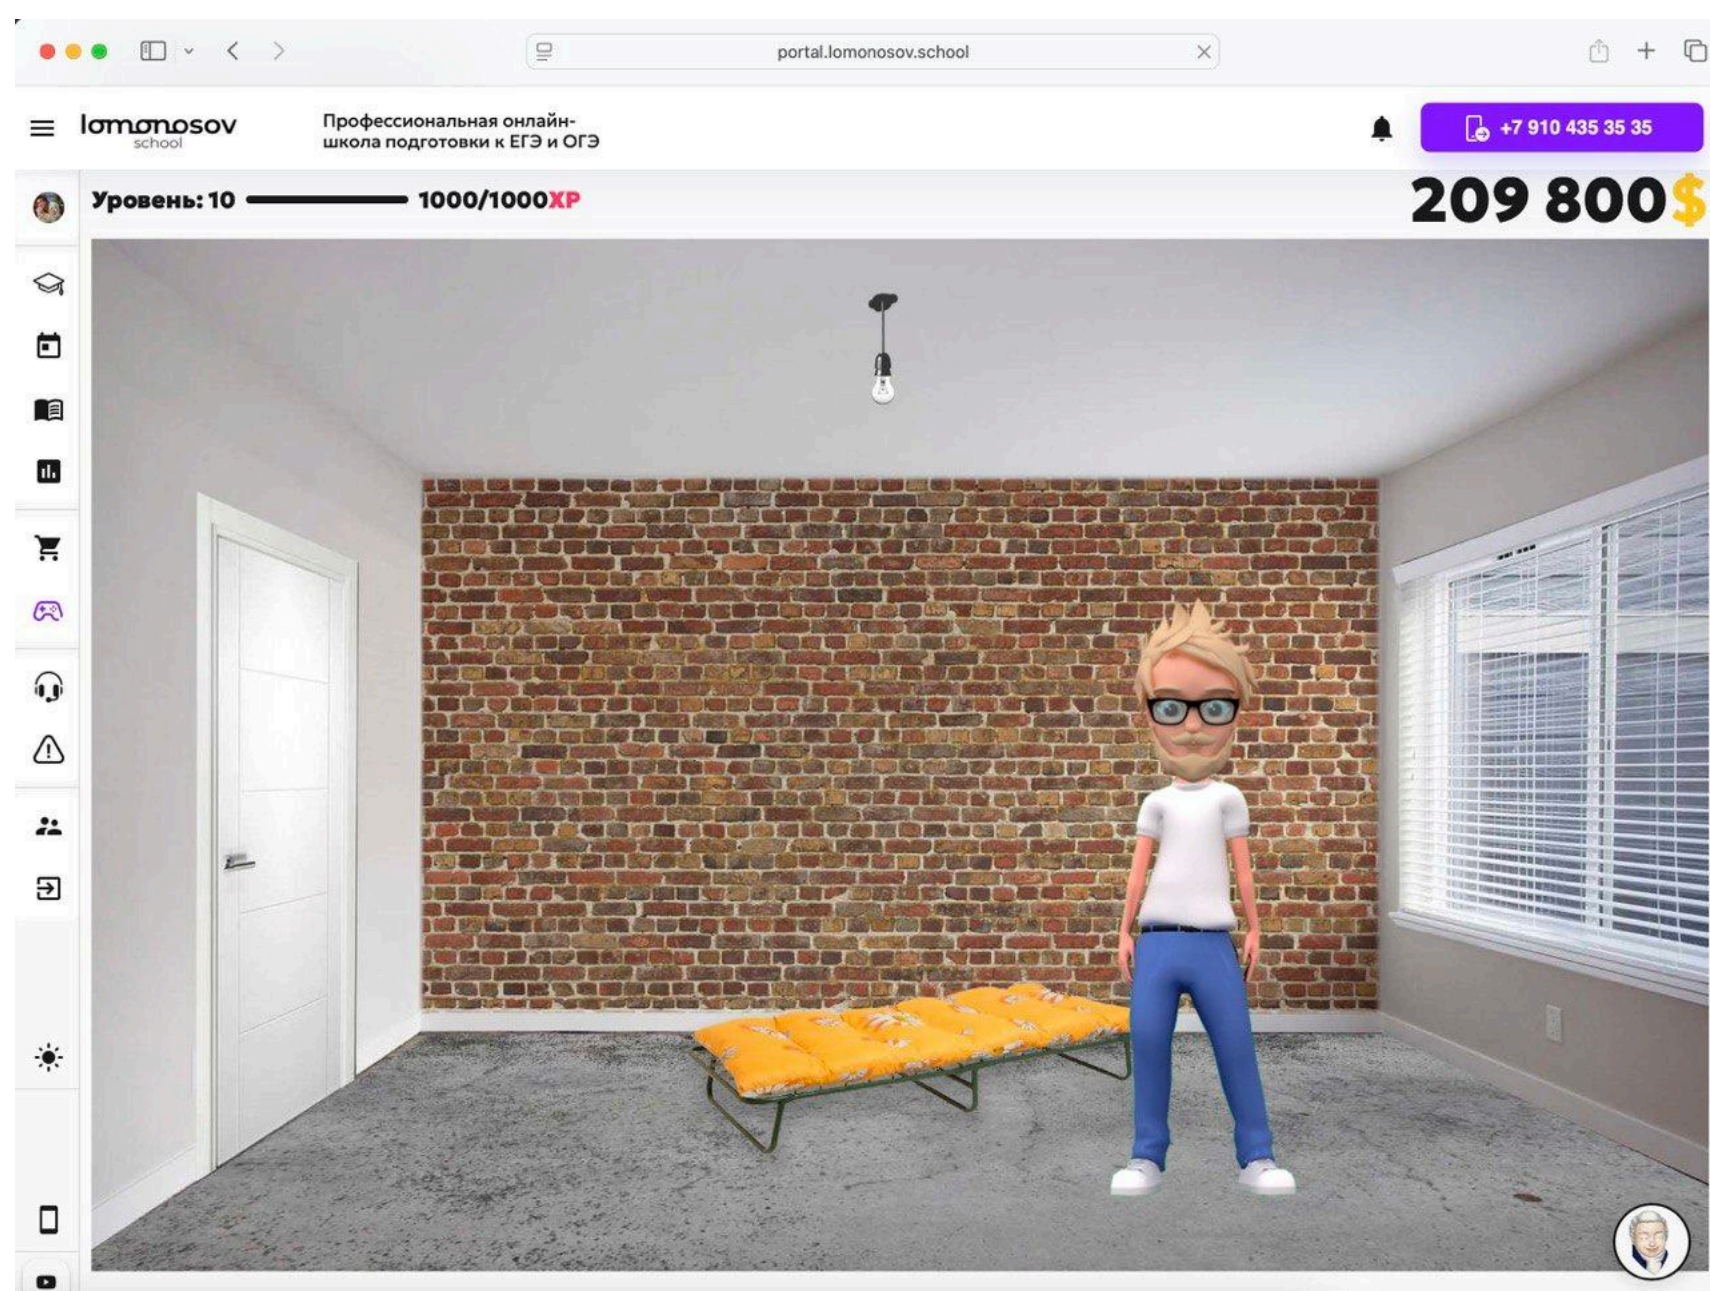 portal.lomonosov.school
lomonosov
school
Профессиональная онлайн-
школа подготовки к ЕГЭ и ОГЭ
+7 910 435 35 35
Уровень: 10
1000/1000XP
209 800$